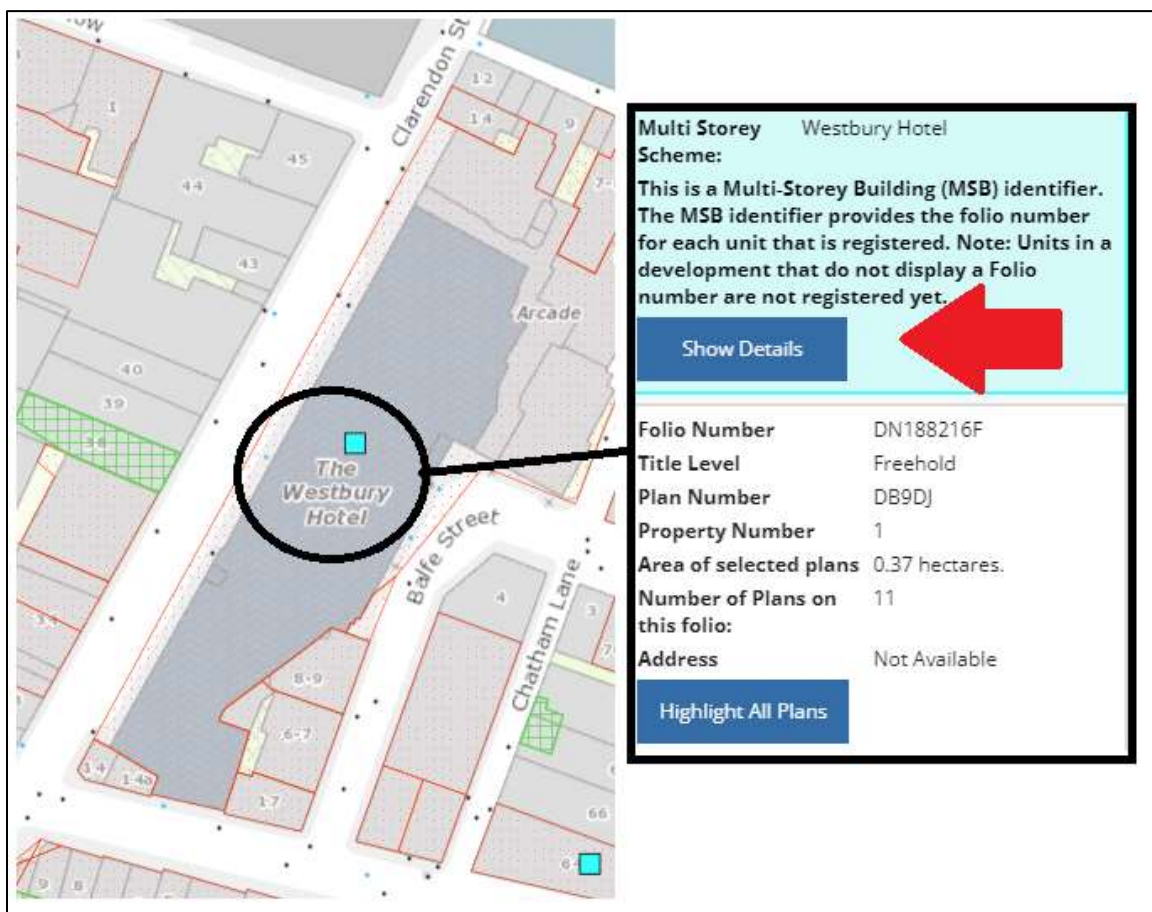 Clarendon St
12
14
9
1
45
44
7-
43
Arcade
40
39
38
The
Westbury
Hotel
Balfe Street
4
Chatham Lane
3
8-9
6-7
14
14a
17
66
9
8
Multi Storey Scheme: Westbury Hotel
This is a Multi-Storey Building (MSB) identifier.
The MSB identifier provides the folio number
for each unit that is registered. Note: Units in a
development that do not display a Folio
number are not registered yet.
Show Details
Folio Number DN188216F
Title Level Freehold
Plan Number DB9DJ
Property Number 1
Area of selected plans 0.37 hectares.
Number of Plans on 11
this folio:
Address Not Available
Highlight All Plans